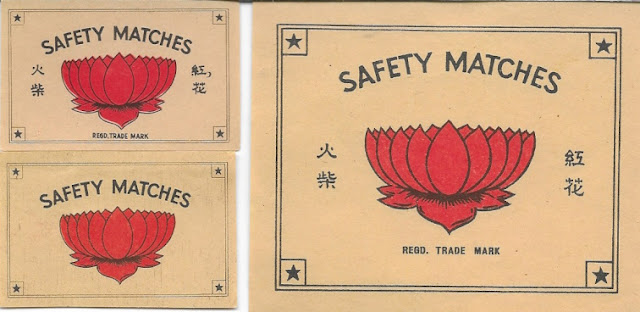 SAFETY MATCHES
火柴
紅花
REGD. TRADE MARK
SAFETY MATCHES
SAFETY MATCHES
火柴
紅花
REGD. TRADE MARK